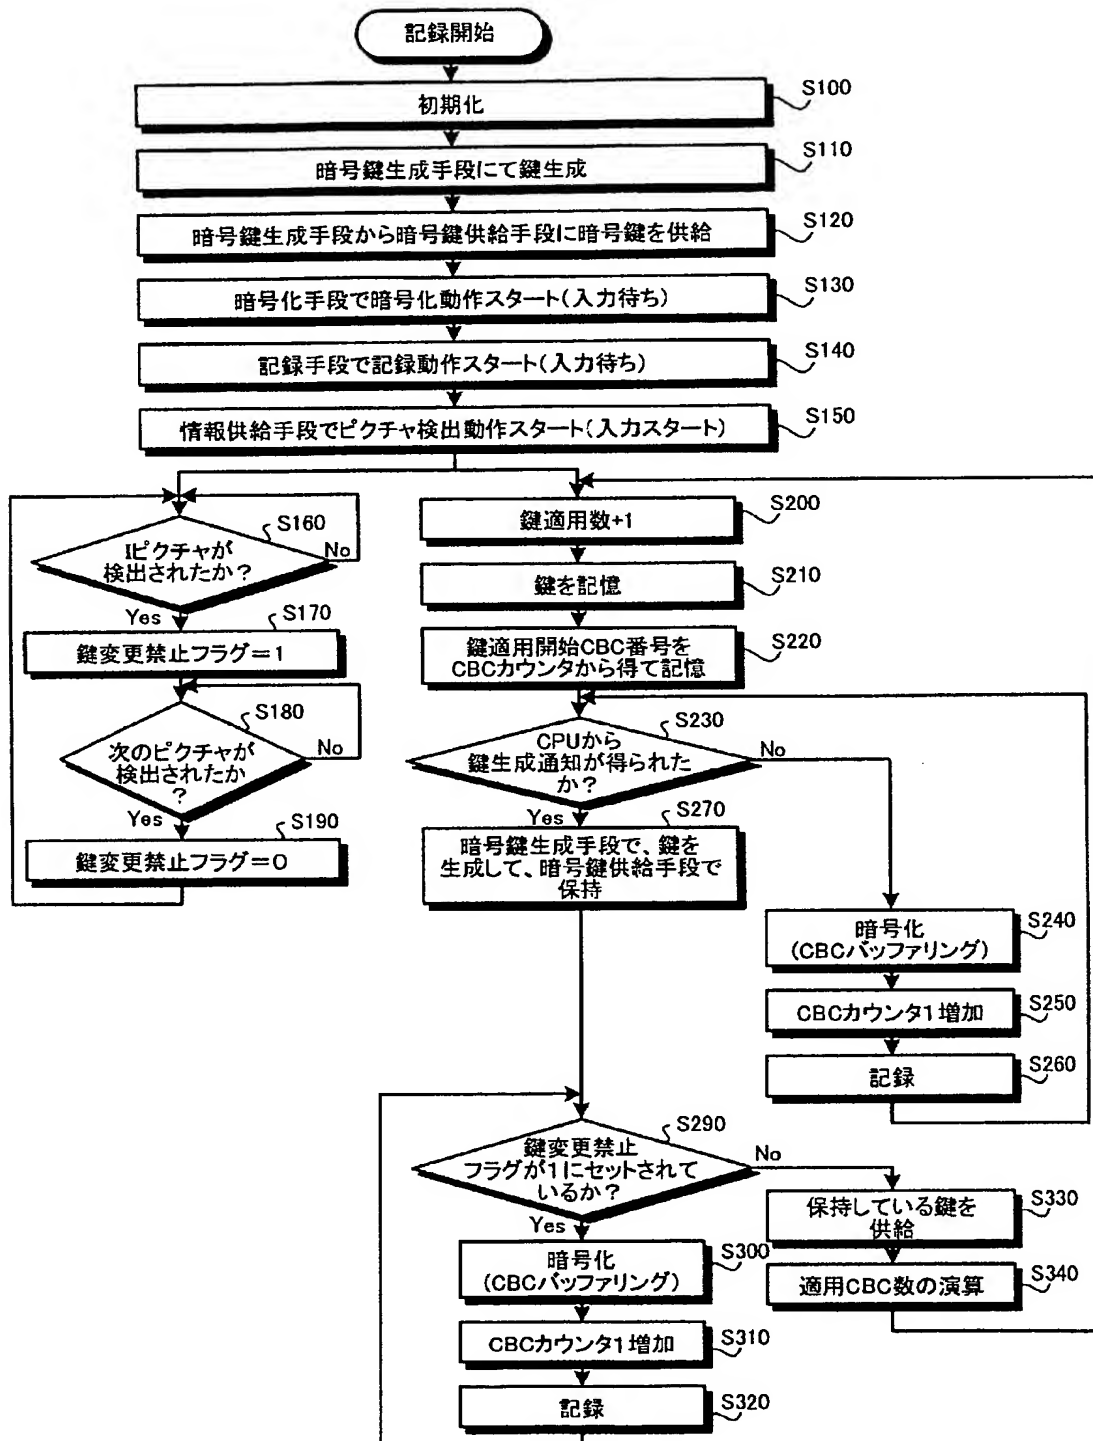 記録開始
初期化
S100
暗号鍵生成手段にて鍵生成
S110
暗号鍵生成手段から暗号鍵供給手段に暗号鍵を供給
S120
暗号化手段で暗号化動作スタート(入力待ち)
S130
記録手段で記録動作スタート(入力待ち)
S140
情報供給手段でピクチャ検出動作スタート(入力スタート)
S150
S160
Iピクチャが
検出されたか?
No
Yes
S170
鍵変更禁止フラグ=1
S180
次のピクチャが
検出されたか
?
No
Yes
S190
鍵変更禁止フラグ=0
鍵適用数+1
S200
鍵を記憶
S210
鍵適用開始CBC番号を
CBCカウンタから得て記憶
S220
S230
CPUから
鍵生成通知が得られた
か?
No
Yes
S270
暗号鍵生成手段で、鍵を
生成して、暗号鍵供給手段で
保持
暗号化
(CBCバッファリング)
S240
CBCカウンタ1増加
S250
記録
S260
S290
鍵変更禁止
フラグが1にセットされて
いるか?
No
Yes
暗号化
(CBCバッファリング)
S300
CBCカウンタ1増加
S310
記録
S320
保持している鍵を
供給
S330
適用CBC数の演算
S340